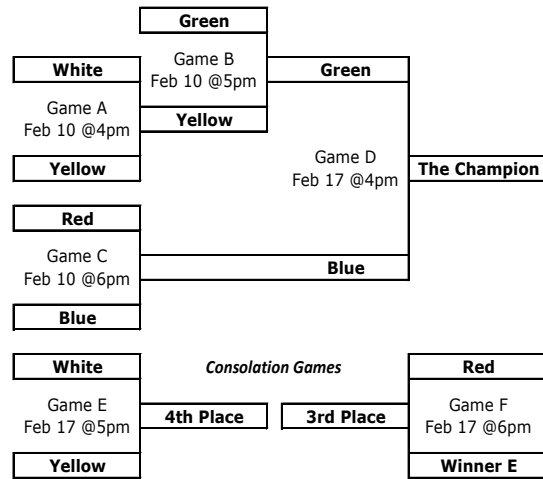 Green
Game B
Feb 10 @5pm
White
Green
Game A
Feb 10 @4pm
Yellow
Yellow
Game D
Feb 17 @4pm
The Champion
Red
Game C
Feb 10 @6pm
Blue
Blue
White
Consolation Games
Red
Game E
Feb 17 @5pm
4th Place
3rd Place
Game F
Feb 17 @6pm
Yellow
Winner E